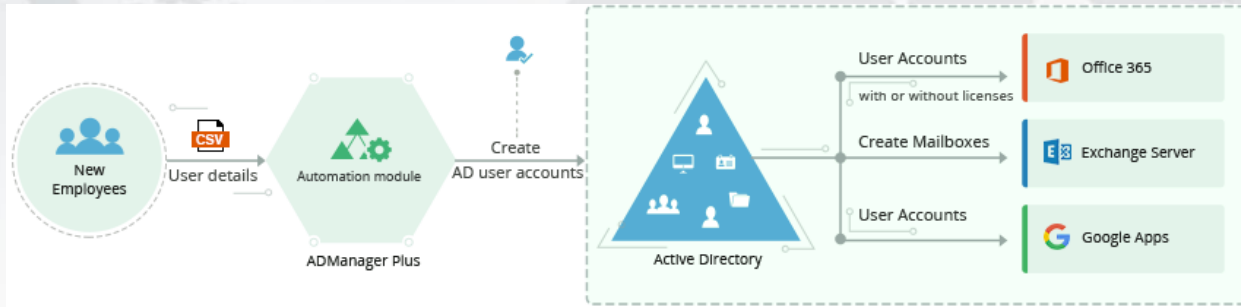 New
Employees
CSV
User details
Automation module
ADManager Plus
Create
AD user accounts
Active Directory
User Accounts
with or without licenses
Office 365
Create Mailboxes
Exchange Server
User Accounts
Google Apps